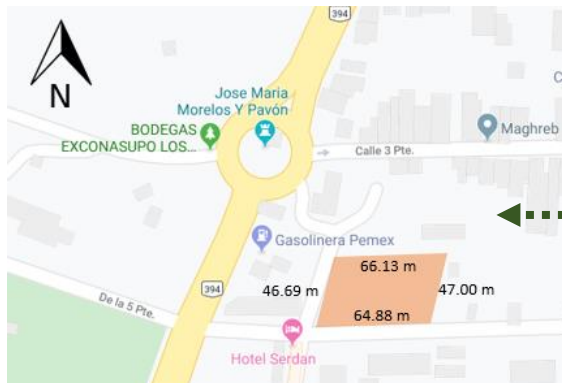 394
N
Jose Maria
Morelos Y Pavón
BODEGAS
EXCONASUPO LOS...
Maghreb
Calle 3 Pte.
Gasolinera Pemex
66.13 m
46.69 m
47.00 m
394
De la 5 Pte.
64.88 m
Hotel Serdan
C